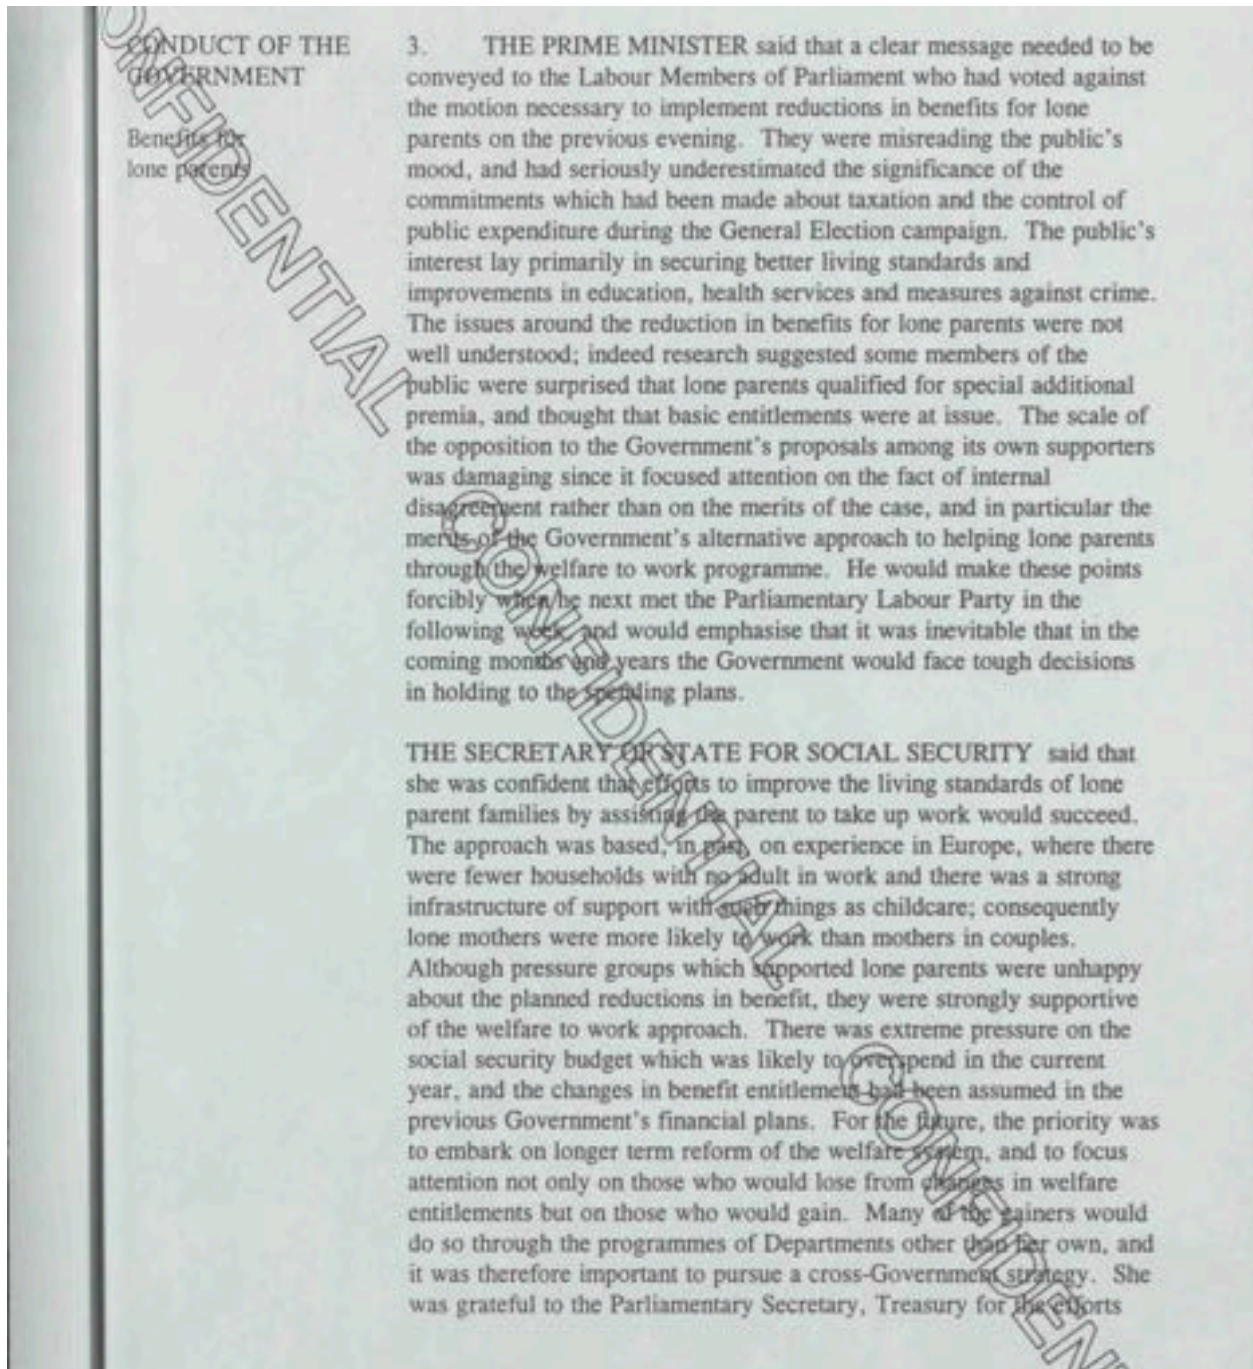 CONDUCT OF THE
GOVERNMENT
Benefits for
lone parents
3. THE PRIME MINISTER said that a clear message needed to be
conveyed to the Labour Members of Parliament who had voted against
the motion necessary to implement reductions in benefits for lone
parents on the previous evening. They were misreading the public's
mood, and had seriously underestimated the significance of the
commitments which had been made about taxation and the control of
public expenditure during the General Election campaign. The public's
interest lay primarily in securing better living standards and
improvements in education, health services and measures against crime.
The issues around the reduction in benefits for lone parents were not
well understood; indeed research suggested some members of the
public were surprised that lone parents qualified for special additional
premia, and thought that basic entitlements were at issue. The scale of
the opposition to the Government's proposals among its own supporters
was damaging since it focused attention on the fact of internal
disagreement rather than on the merits of the case, and in particular the
merits of the Government's alternative approach to helping lone parents
through the welfare to work programme. He would make these points
forcibly when he next met the Parliamentary Labour Party in the
following week, and would emphasise that it was inevitable that in the
coming months and years the Government would face tough decisions
in holding to the spending plans.
THE SECRETARY OF STATE FOR SOCIAL SECURITY said that
she was confident that efforts to improve the living standards of lone
parent families by assisting the parent to take up work would succeed.
The approach was based, in part, on experience in Europe, where there
were fewer households with no adult in work and there was a strong
infrastructure of support with such things as childcare; consequently
lone mothers were more likely to work than mothers in couples.
Although pressure groups which supported lone parents were unhappy
about the planned reductions in benefit, they were strongly supportive
of the welfare to work approach. There was extreme pressure on the
social security budget which was likely to overspend in the current
year, and the changes in benefit entitlement had been assumed in the
previous Government's financial plans. For the future, the priority was
to embark on longer term reform of the welfare system, and to focus
attention not only on those who would lose from changes in welfare
entitlements but on those who would gain. Many of the gainers would
do so through the programmes of Departments other than her own, and
it was therefore important to pursue a cross-Government strategy. She
was grateful to the Parliamentary Secretary, Treasury for the efforts
CONFIDENTIAL
CONFIDENTIAL
CONFIDEN